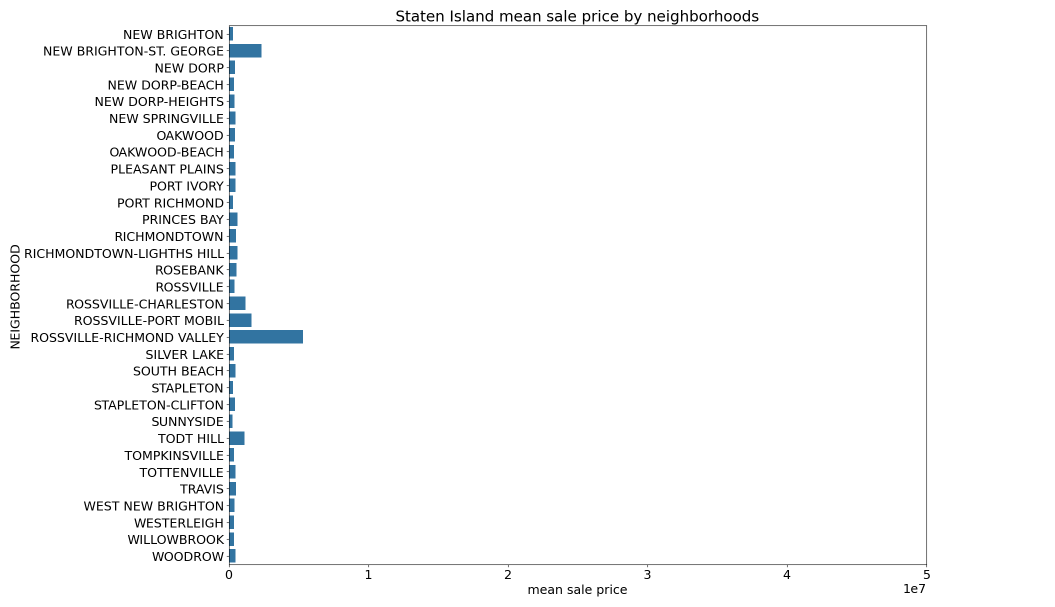 Staten Island mean sale price by neighborhoods
NEIGHBORHOOD
NEW BRIGHTON
NEW BRIGHTON-ST. GEORGE
NEW DORP
NEW DORP-BEACH
NEW DORP-HEIGHTS
NEW SPRINGVILLE
OAKWOOD
OAKWOOD-BEACH
PLEASANT PLAINS
PORT IVORY
PORT RICHMOND
PRINCES BAY
RICHMONDTOWN
RICHMONDTOWN-LIGHTHS HILL
ROSEBANK
ROSSVILLE
ROSSVILLE-CHARLESTON
ROSSVILLE-PORT MOBIL
ROSSVILLE-RICHMOND VALLEY
SILVER LAKE
SOUTH BEACH
STAPLETON
STAPLETON-CLIFTON
SUNNYSIDE
TODT HILL
TOMPKINSVILLE
TOTTENVILLE
TRAVIS
WEST NEW BRIGHTON
WESTERLEIGH
WILLOWBROOK
WOODROW
0 1 2 3 4 5
1e7
mean sale price